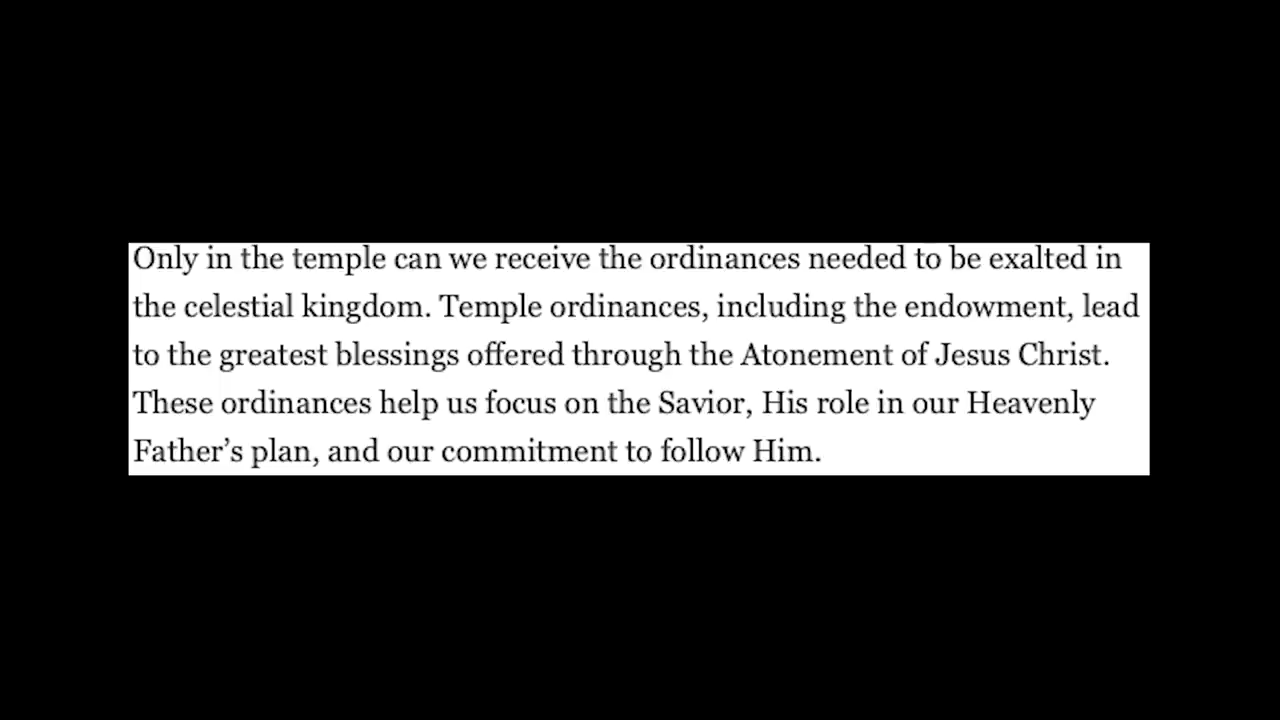 Only in the temple can we receive the ordinances needed to be exalted in
the celestial kingdom. Temple ordinances, including the endowment, lead
to the greatest blessings offered through the Atonement of Jesus Christ.
These ordinances help us focus on the Savior, His role in our Heavenly
Father’s plan, and our commitment to follow Him.